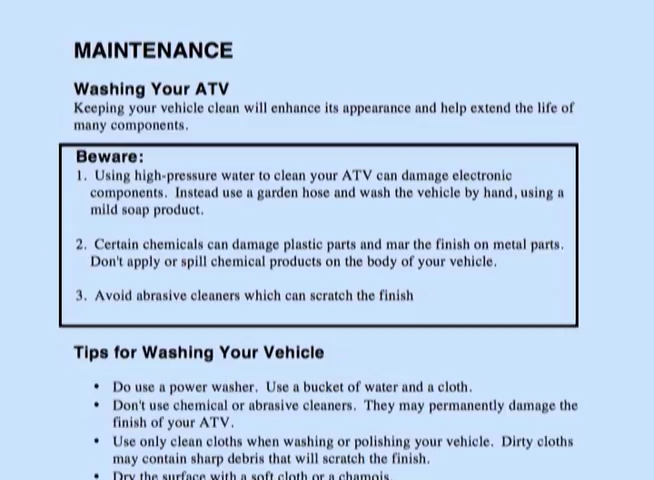 MAINTENANCE
Washing Your ATV
Keeping your vehicle clean will enhance its appearance and help extend the life of
many components.
Beware:
1. Using high-pressure water to clean your ATV can damage electronic
components. Instead use a garden hose and wash the vehicle by hand, using a
mild soap product.
2. Certain chemicals can damage plastic parts and mar the finish on metal parts.
Don't apply or spill chemical products on the body of your vehicle.
3. Avoid abrasive cleaners which can scratch the finish
Tips for Washing Your Vehicle
• Do use a power washer. Use a bucket of water and a cloth.
• Don't use chemical or abrasive cleaners. They may permanently damage the
finish of your ATV.
• Use only clean cloths when washing or polishing your vehicle. Dirty cloths
may contain sharp debris that will scratch the finish.
• Dry the surface with a soft cloth or a chamois.